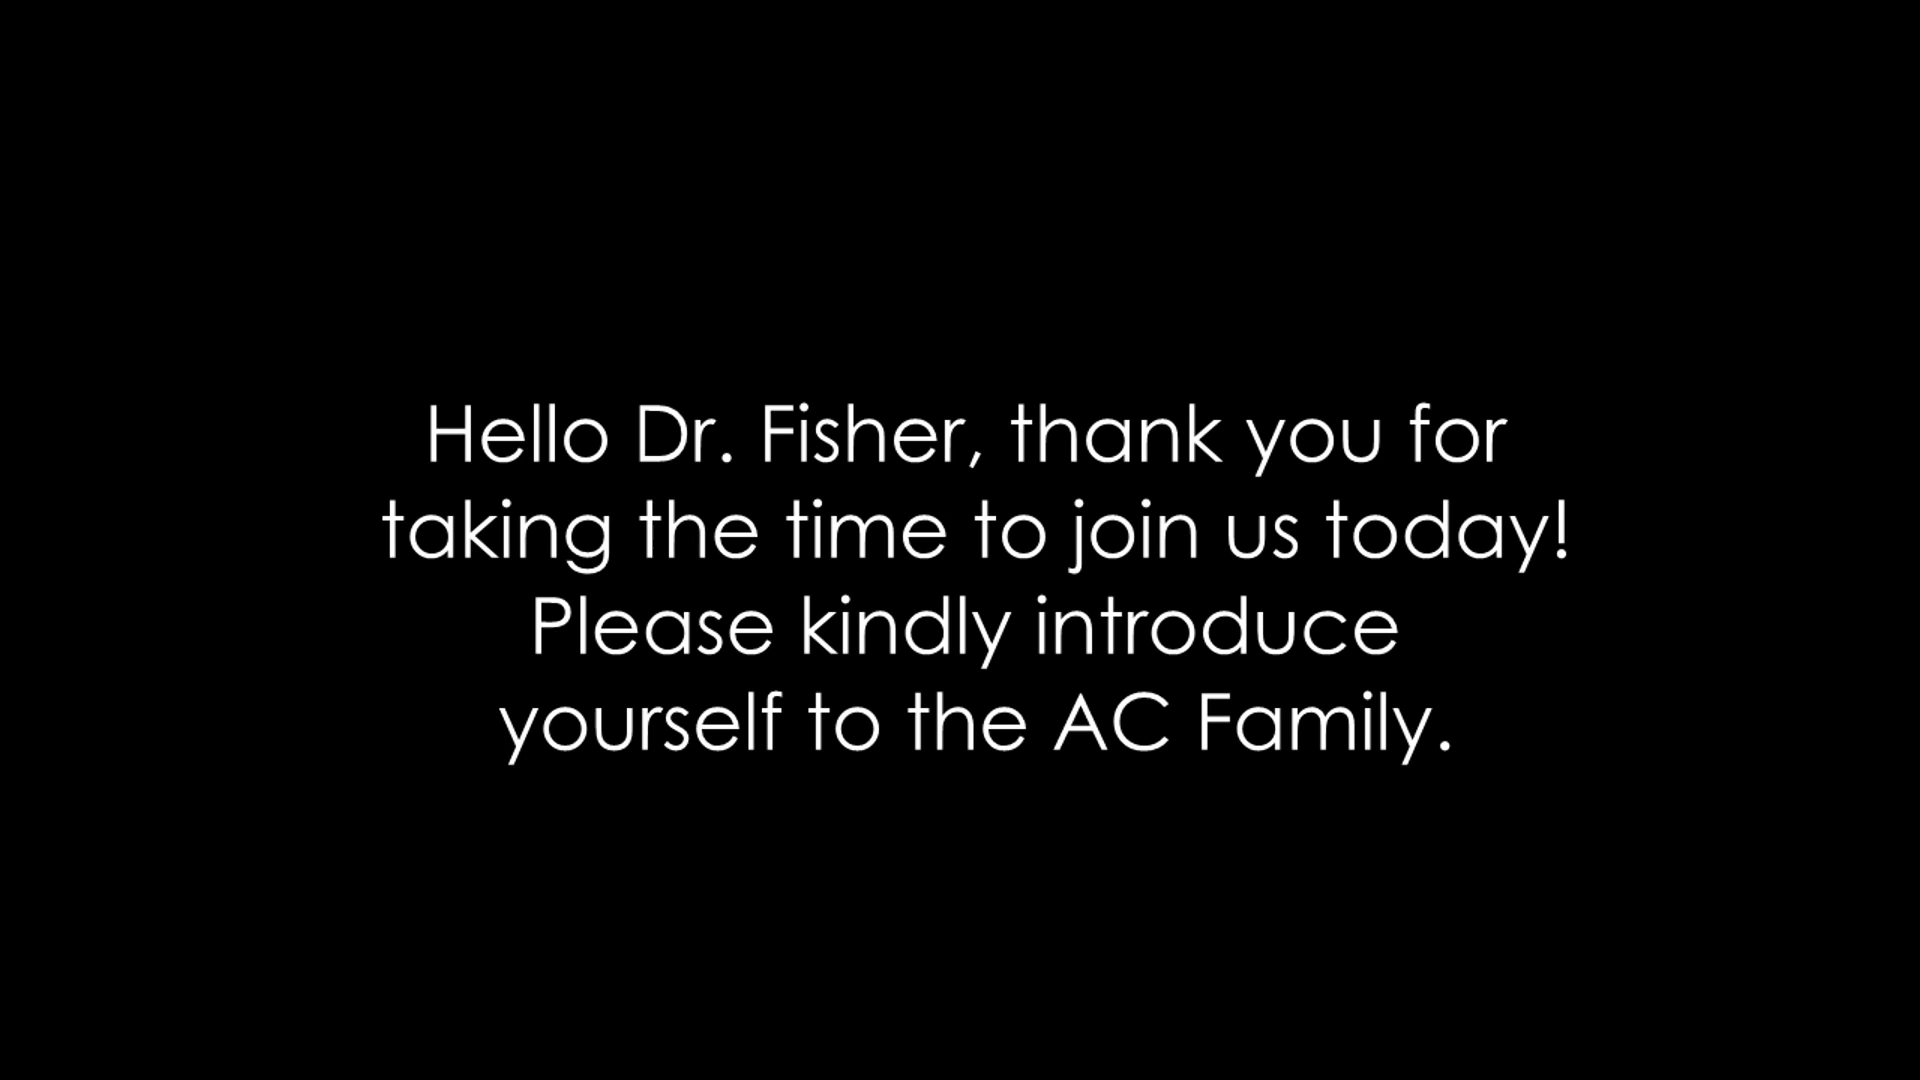 Hello Dr. Fisher, thank you for
taking the time to join us today!
Please kindly introduce
yourself to the AC Family.